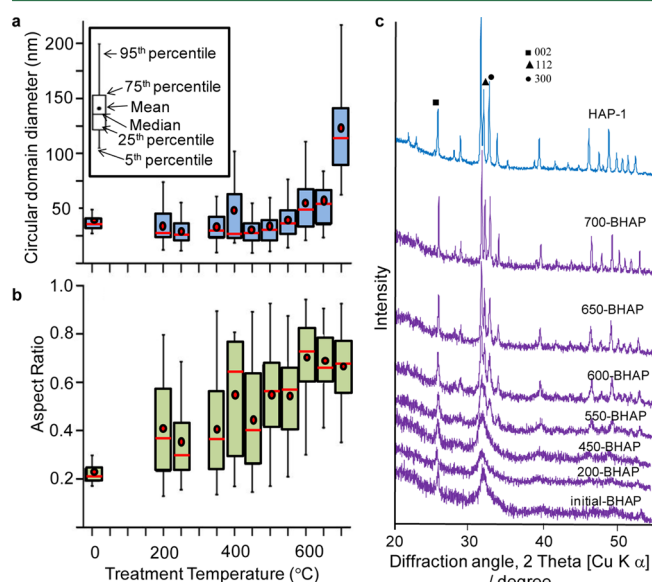 a
Circular domain diameter (nm)
200
150
100
50
95th percentile
75th percentile
Mean
Median
25th percentile
5th percentile
b
Aspect Ratio
1.0
0.8
0.6
0.4
0.2
0
200
400
600
Treatment Temperature (°C)
c
Intensity
■ 002
▲ 112
● 300
HAP-1
700-BHAP
650-BHAP
600-BHAP
550-BHAP
450-BHAP
200-BHAP
initial-BHAP
20
30
40
50
Diffraction angle, 2 Theta [Cu K α]
/ degree